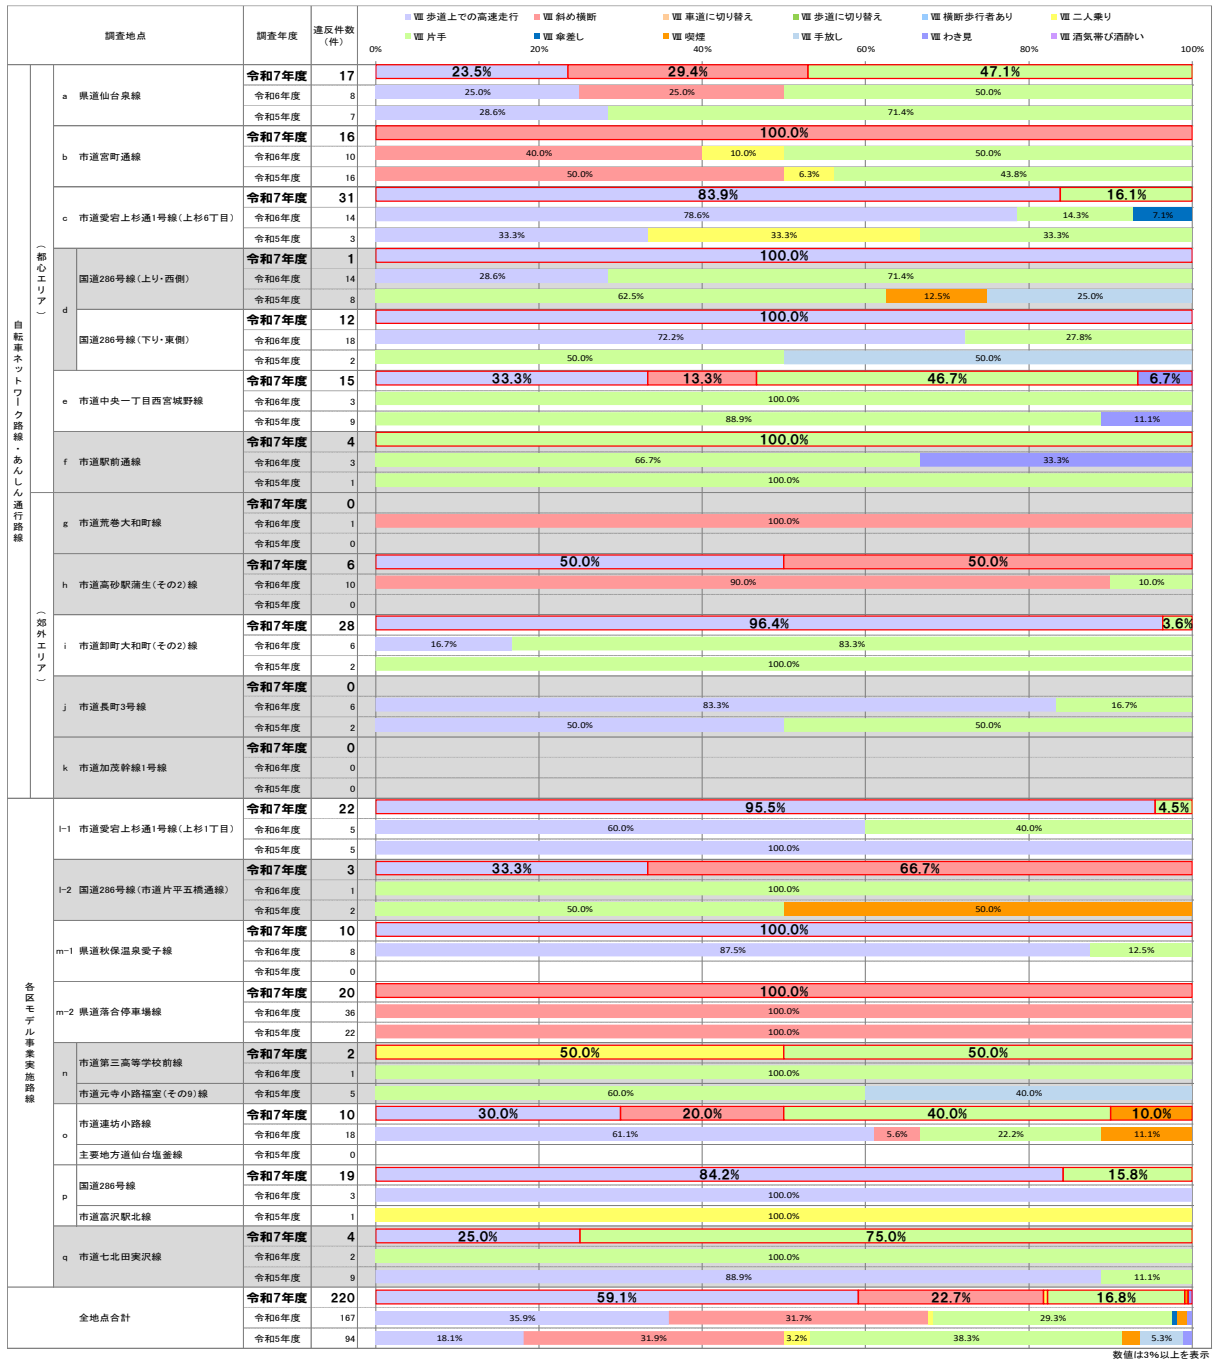 調査地点 調査年度 違反件数(件)
Ⅷ 歩道上での高速走行 Ⅷ 斜め横断 Ⅷ 車道に切り替え Ⅷ 歩道に切り替え Ⅷ 横断歩行者あり Ⅷ 二人乗り
Ⅷ 片手 Ⅷ 傘差し Ⅷ 喫煙 Ⅷ 手放し Ⅷ わき見 Ⅷ 酒気帯び酒酔い
0% 20% 40% 60% 80% 100%
自転車ネットワーク路線・あんしん通行路線
(都心エリア)
a 県道仙台泉線
令和7年度 17 23.5% 29.4% 47.1%
令和6年度 8 25.0% 25.0% 50.0%
令和5年度 7 28.6% 71.4%
b 市道宮町通線
令和7年度 16 100.0%
令和6年度 10 40.0% 10.0% 50.0%
令和5年度 16 50.0% 6.3% 43.8%
c 市道愛宕上杉通1号線(上杉6丁目)
令和7年度 31 83.9% 16.1%
令和6年度 14 78.6% 14.3% 7.1%
令和5年度 3 33.3% 33.3% 33.3%
d 国道286号線(上り・西側)
令和7年度 1 100.0%
令和6年度 14 28.6% 71.4%
令和5年度 8 62.5% 12.5% 25.0%
国道286号線(下り・東側)
令和7年度 12 100.0%
令和6年度 18 72.2% 27.8%
令和5年度 2 50.0% 50.0%
e 市道中央一丁目西宮城野線
令和7年度 15 33.3% 13.3% 46.7% 6.7%
令和6年度 3 100.0%
令和5年度 9 88.9% 11.1%
f 市道駅前通線
令和7年度 4 100.0%
令和6年度 3 66.7% 33.3%
令和5年度 1 100.0%
(郊外エリア)
g 市道荒巻大和町線
令和7年度 0
令和6年度 1 100.0%
令和5年度 0
h 市道高砂駅蒲生(その2)線
令和7年度 6 50.0% 50.0%
令和6年度 10 90.0% 10.0%
令和5年度 0
i 市道卸町大和町(その2)線
令和7年度 28 96.4% 3.6%
令和6年度 6 16.7% 83.3%
令和5年度 2 100.0%
j 市道長町3号線
令和7年度 0
令和6年度 6 83.3% 16.7%
令和5年度 2 50.0% 50.0%
k 市道加茂幹線1号線
令和7年度 0
令和6年度 0
令和5年度 0
各区モデル事業実施路線
l-1 市道愛宕上杉通1号線(上杉1丁目)
令和7年度 22 95.5% 4.5%
令和6年度 5 60.0% 40.0%
令和5年度 5 100.0%
l-2 国道286号線(市道片平五橋通線)
令和7年度 3 33.3% 66.7%
令和6年度 1 100.0%
令和5年度 2 50.0% 50.0%
m-1 県道秋保温泉愛子線
令和7年度 10 100.0%
令和6年度 8 87.5% 12.5%
令和5年度 0
m-2 県道落合停車場線
令和7年度 20 100.0%
令和6年度 36 100.0%
令和5年度 22 100.0%
n 市道第三高等学校前線
令和7年度 2 50.0% 50.0%
令和6年度 1 100.0%
市道元寺小路福室(その9)線 令和5年度 5 60.0% 40.0%
o 市道連坊小路線
令和7年度 10 30.0% 20.0% 40.0% 10.0%
令和6年度 18 61.1% 5.6% 22.2% 11.1%
主要地方道仙台塩釜線 令和5年度 0
p 国道286号線
令和7年度 19 84.2% 15.8%
令和6年度 3 100.0%
市道富沢駅北線 令和5年度 1 100.0%
q 市道七北田実沢線
令和7年度 4 25.0% 75.0%
令和6年度 2 100.0%
令和5年度 9 88.9% 11.1%
全地点合計
令和7年度 220 59.1% 22.7% 16.8%
令和6年度 167 35.9% 31.7% 29.3%
令和5年度 94 18.1% 31.9% 3.2% 38.3% 5.3%
数値は3%以上を表示